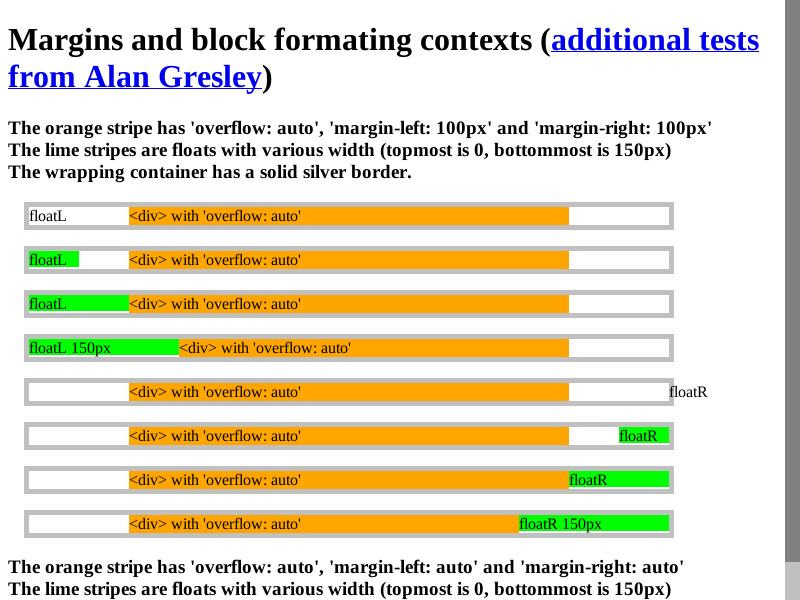 Margins and block formating contexts (additional tests
from Alan Gresley)
The orange stripe has 'overflow: auto', 'margin-left: 100px' and 'margin-right: 100px'
The lime stripes are floats with various width (topmost is 0, bottommost is 150px)
The wrapping container has a solid silver border.
floatL <div> with 'overflow: auto'
floatL <div> with 'overflow: auto'
floatL <div> with 'overflow: auto'
floatL 150px <div> with 'overflow: auto'
<div> with 'overflow: auto' floatR
<div> with 'overflow: auto' floatR
<div> with 'overflow: auto' floatR
<div> with 'overflow: auto' floatR 150px
The orange stripe has 'overflow: auto', 'margin-left: auto' and 'margin-right: auto'
The lime stripes are floats with various width (topmost is 0, bottommost is 150px)